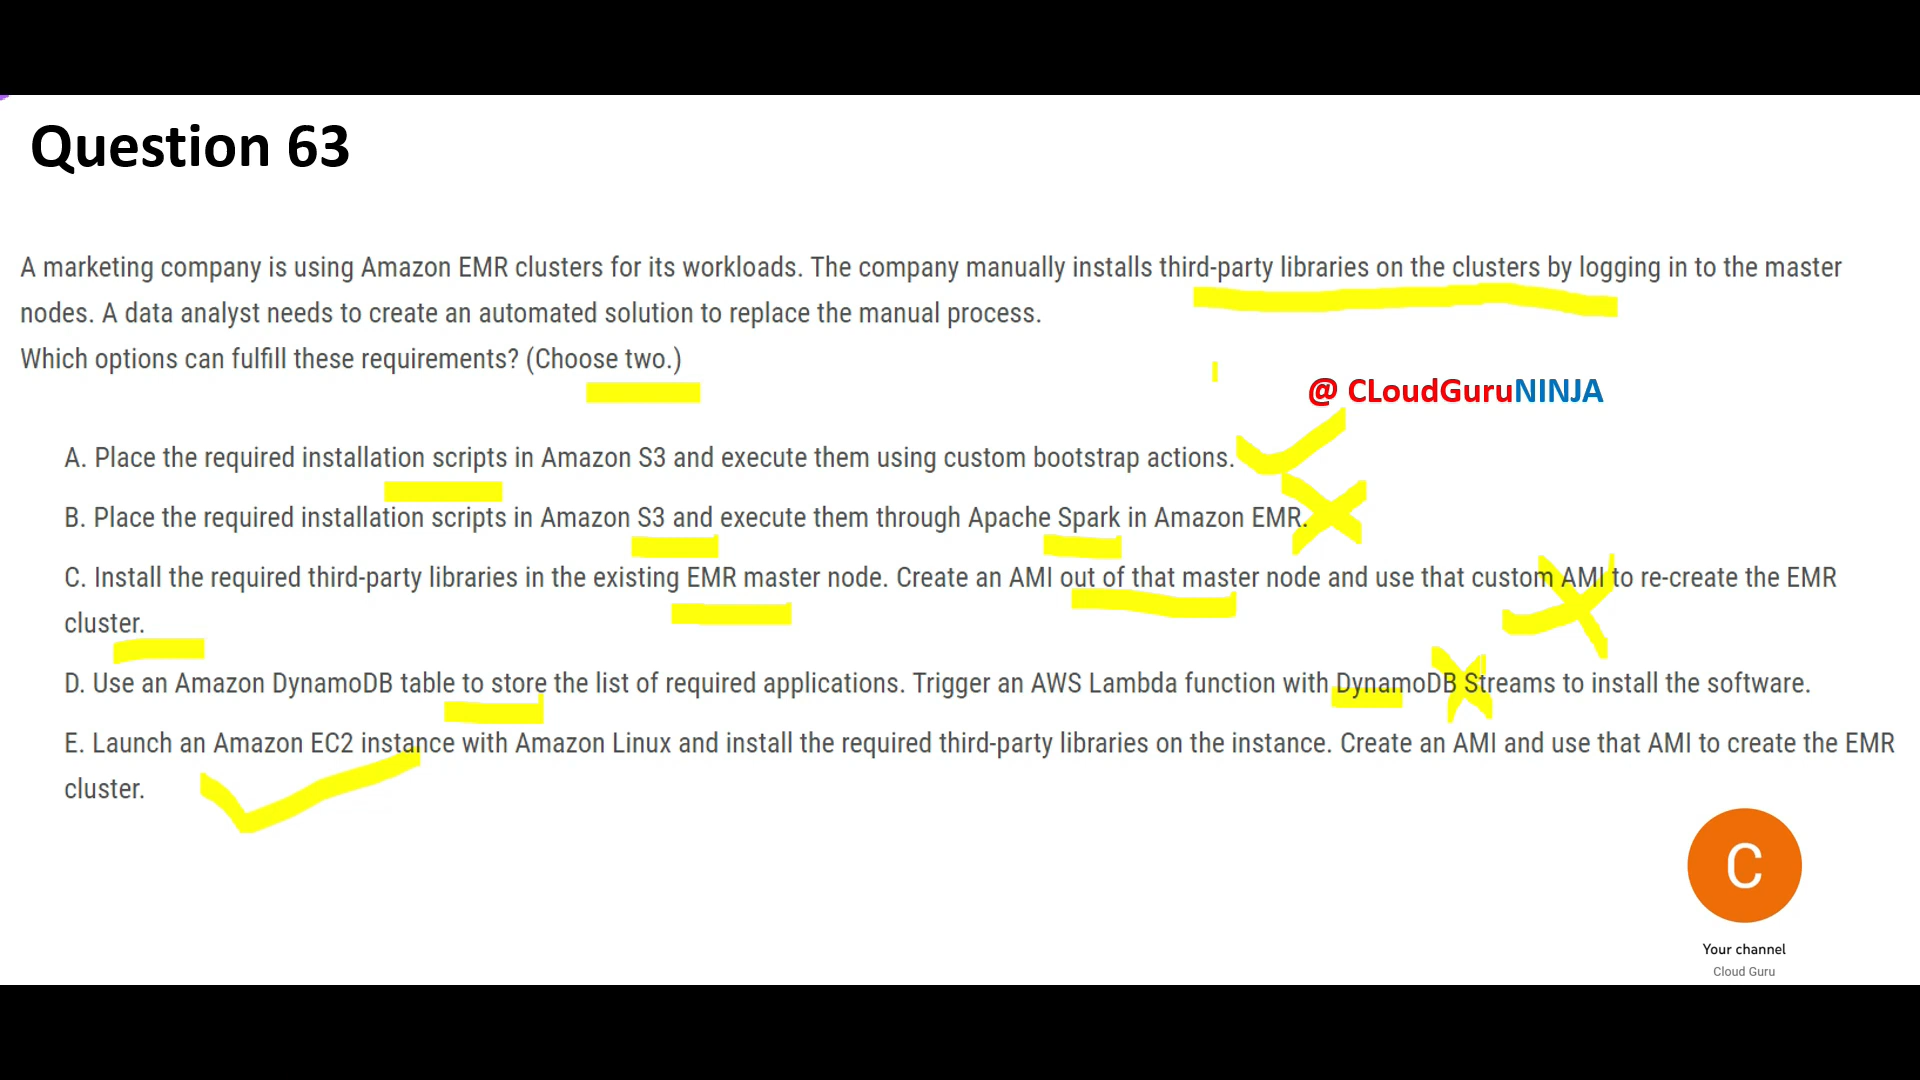 Question 63
A marketing company is using Amazon EMR clusters for its workloads. The company manually installs third-party libraries on the clusters by logging in to the master
nodes. A data analyst needs to create an automated solution to replace the manual process.
Which options can fulfill these requirements? (Choose two.)
@ CLoudGuruNINJA
A. Place the required installation scripts in Amazon S3 and execute them using custom bootstrap actions.
B. Place the required installation scripts in Amazon S3 and execute them through Apache Spark in Amazon EMR.
C. Install the required third-party libraries in the existing EMR master node. Create an AMI out of that master node and use that custom AMI to re-create the EMR
cluster.
D. Use an Amazon DynamoDB table to store the list of required applications. Trigger an AWS Lambda function with DynamoDB Streams to install the software.
E. Launch an Amazon EC2 instance with Amazon Linux and install the required third-party libraries on the instance. Create an AMI and use that AMI to create the EMR
cluster.
C
Your channel
Cloud Guru